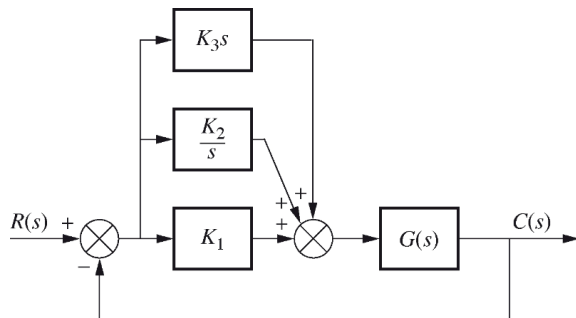 K₃s
K₂
s
+
+
R(s)
+
+
K₁
G(s)
C(s)
−